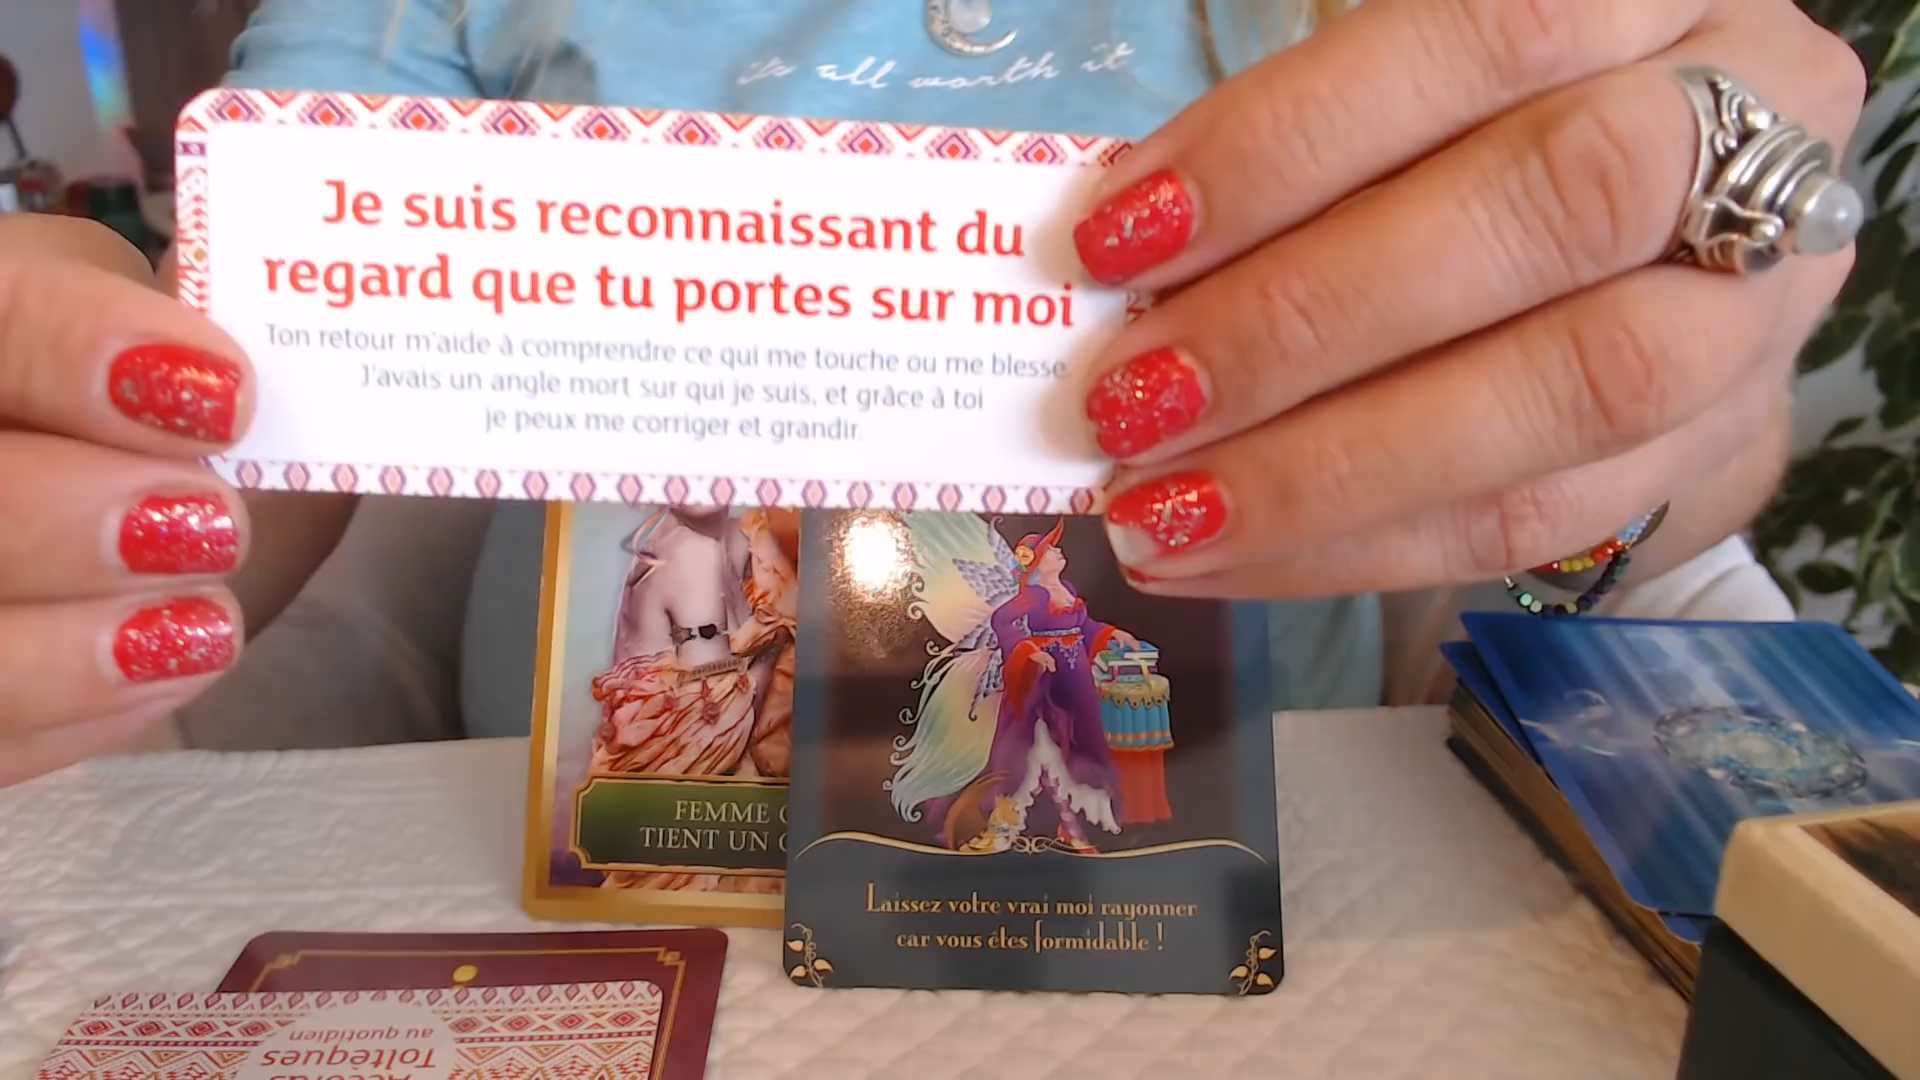 its all worth it
Je suis reconnaissant du
regard que tu portes sur moi
Ton retour m'aide à comprendre ce qui me touche ou me blesse.
J'avais un angle mort sur qui je suis, et grâce à toi
je peux me corriger et grandir.
FEMME
TIENT UN
Laissez votre vrai moi rayonner
car vous êtes formidable !
Accords
Toltèques
au quotidien